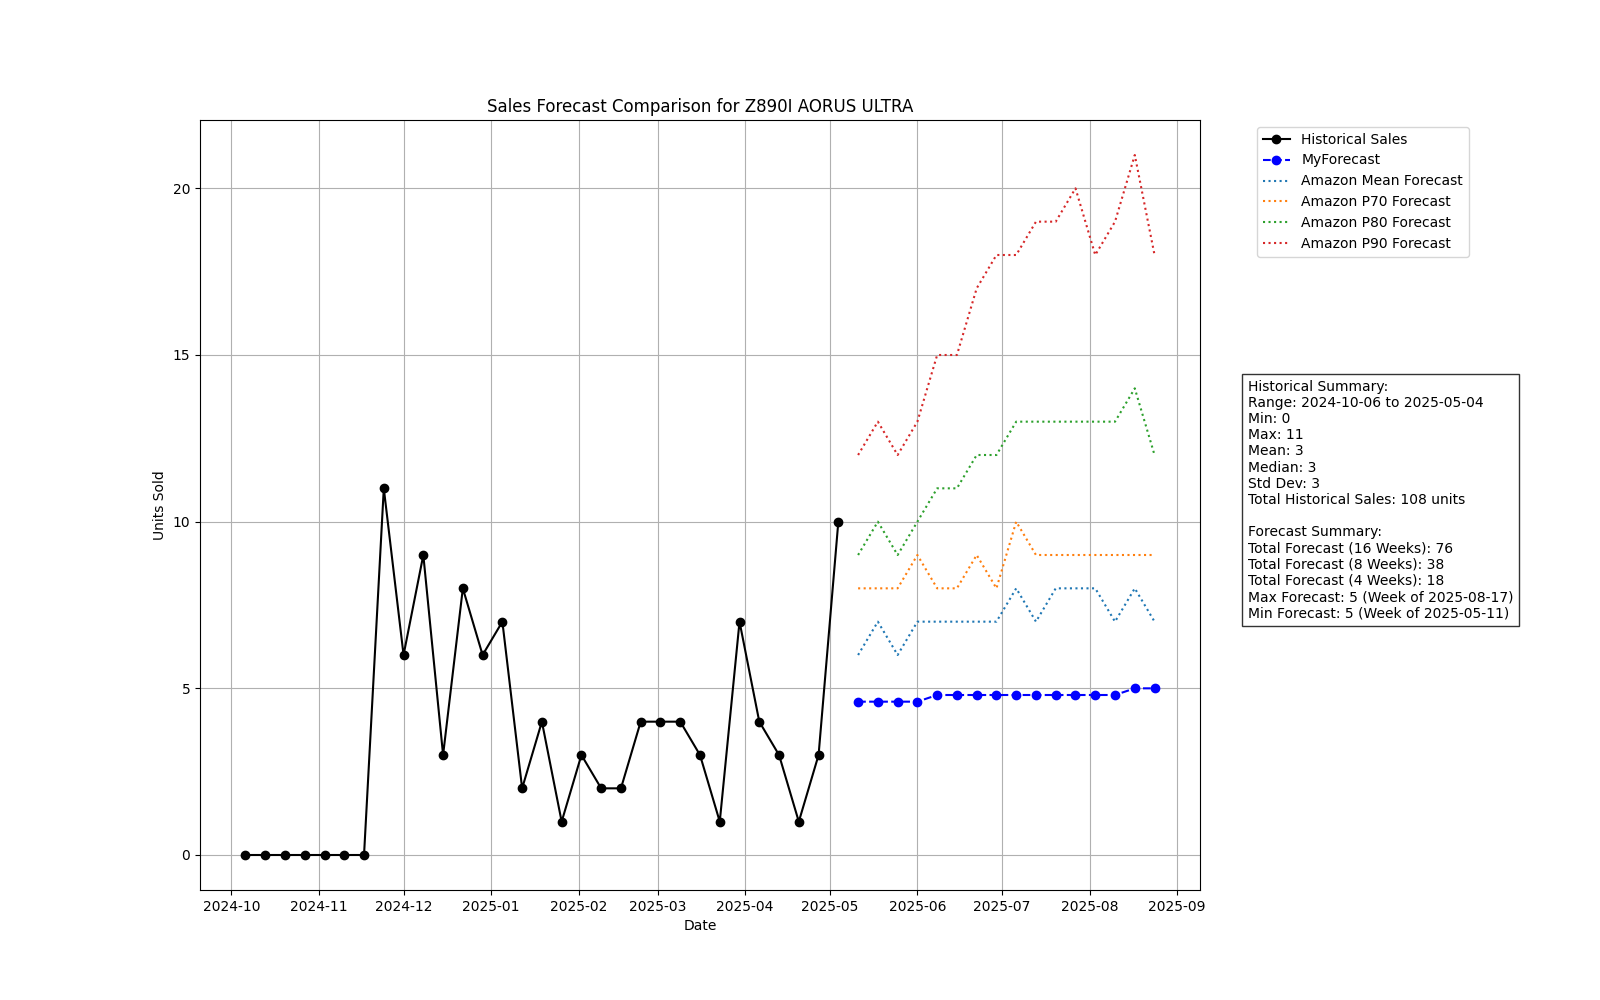 Sales Forecast Comparison for Z890I AORUS ULTRA
Historical Sales
MyForecast
Amazon Mean Forecast
Amazon P70 Forecast
Amazon P80 Forecast
Amazon P90 Forecast
20
15
10
5
0
Units Sold
Historical Summary:
Range: 2024-10-06 to 2025-05-04
Min: 0
Max: 11
Mean: 3
Median: 3
Std Dev: 3
Total Historical Sales: 108 units
Forecast Summary:
Total Forecast (16 Weeks): 76
Total Forecast (8 Weeks): 38
Total Forecast (4 Weeks): 18
Max Forecast: 5 (Week of 2025-08-17)
Min Forecast: 5 (Week of 2025-05-11)
2024-10 2024-11 2024-12 2025-01 2025-02 2025-03 2025-04 2025-05 2025-06 2025-07 2025-08 2025-09
Date